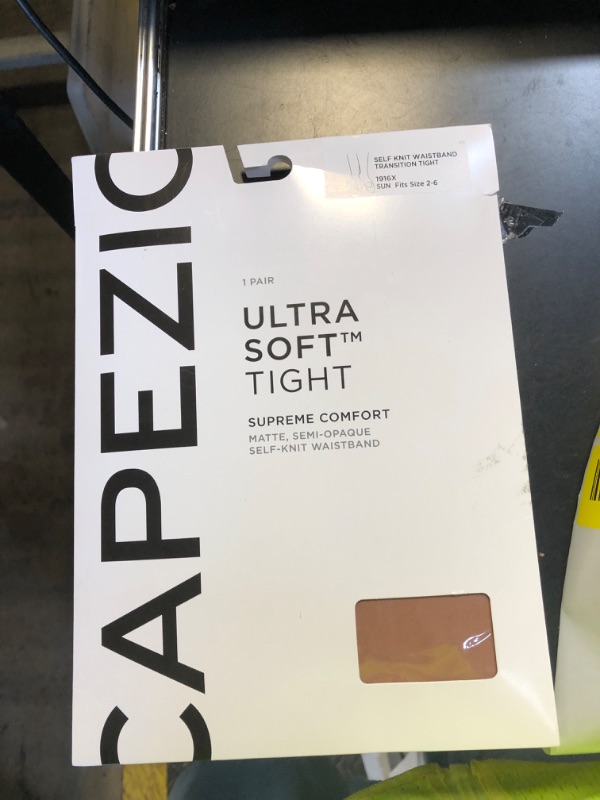 CAPEZIO
SELF KNIT WAISTBAND
TRANSITION TIGHT
1916X
SUN Fits Size 2-6
1 PAIR
ULTRA
SOFT™
TIGHT
SUPREME COMFORT
MATTE, SEMI-OPAQUE
SELF-KNIT WAISTBAND